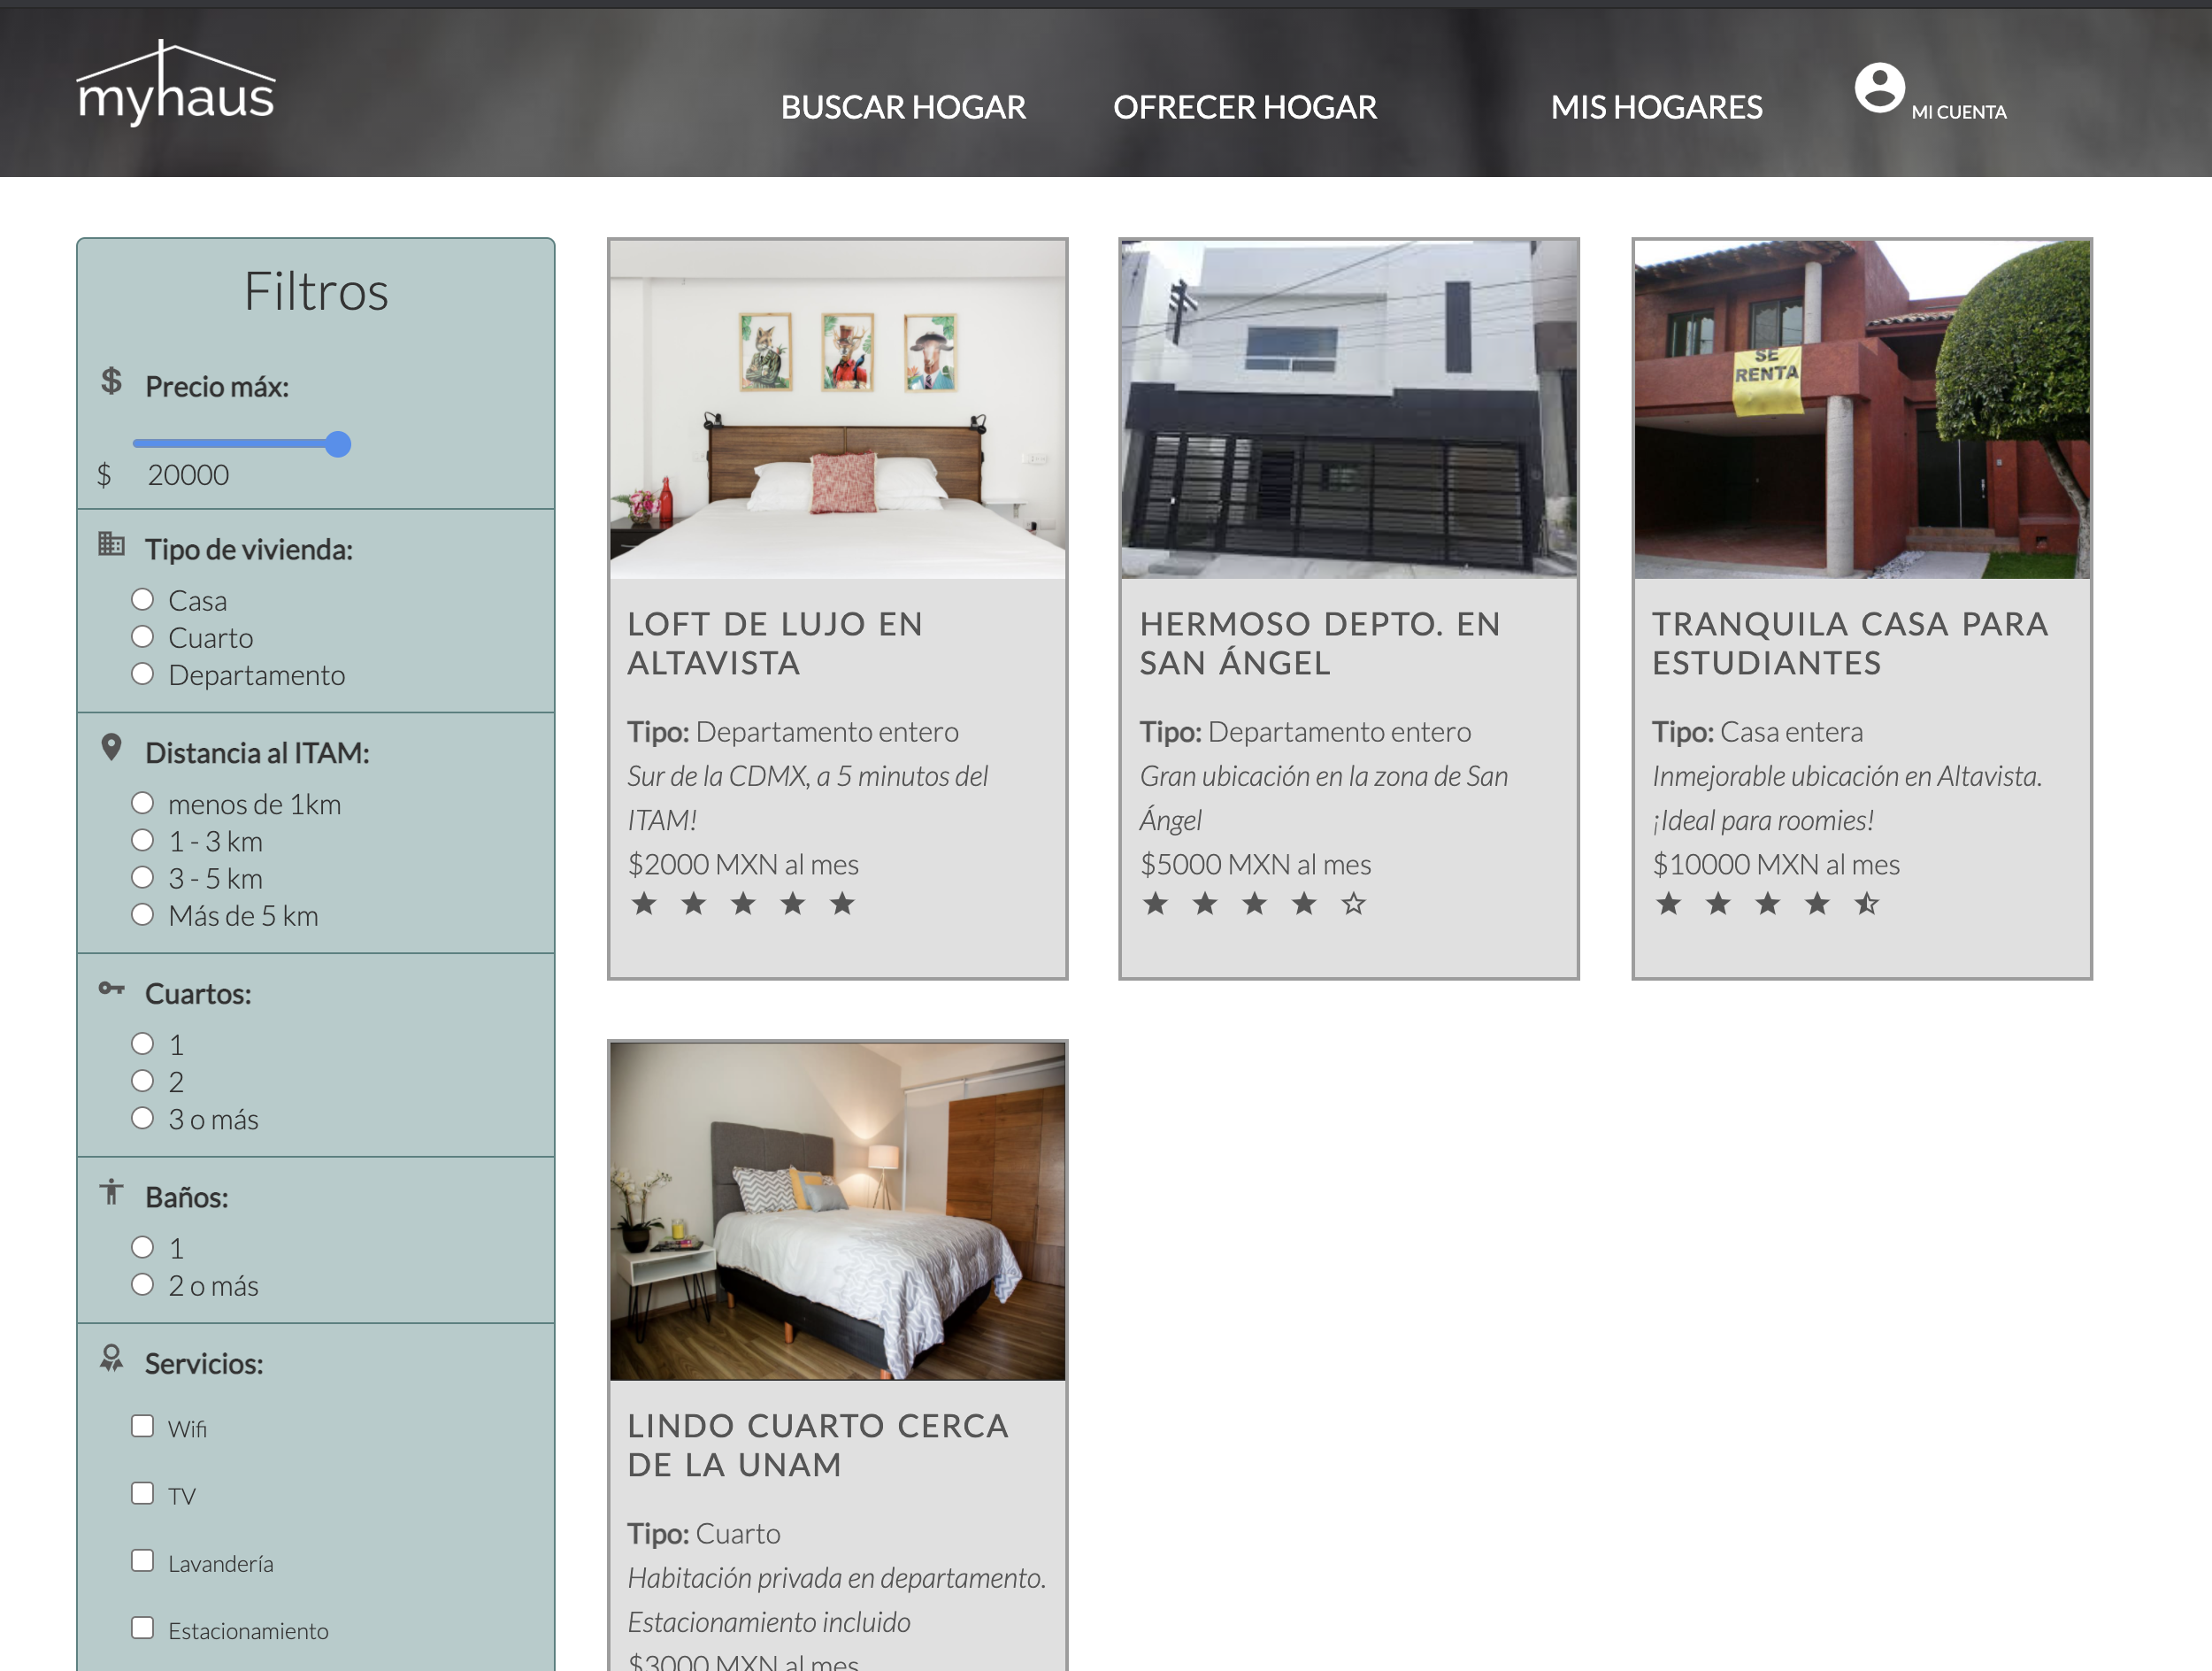 myhaus
BUSCAR HOGAR
OFRECER HOGAR
MIS HOGARES
MI CUENTA
Filtros
$ Precio máx:
$ 20000
Tipo de vivienda:
Casa
Cuarto
Departamento
Distancia al ITAM:
menos de 1km
1 - 3 km
3 - 5 km
Más de 5 km
Cuartos:
1
2
3 o más
Baños:
1
2 o más
Servicios:
Wifi
TV
Lavandería
Estacionamiento
LOFT DE LUJO EN
ALTAVISTA
Tipo: Departamento entero
Sur de la CDMX, a 5 minutos del
ITAM!
$2000 MXN al mes
HERMOSO DEPTO. EN
SAN ÁNGEL
Tipo: Departamento entero
Gran ubicación en la zona de San
Ángel
$5000 MXN al mes
SE
RENTA
TRANQUILA CASA PARA
ESTUDIANTES
Tipo: Casa entera
Inmejorable ubicación en Altavista.
¡Ideal para roomies!
$10000 MXN al mes
LINDO CUARTO CERCA
DE LA UNAM
Tipo: Cuarto
Habitación privada en departamento.
Estacionamiento incluido
$3000 MXN al mes